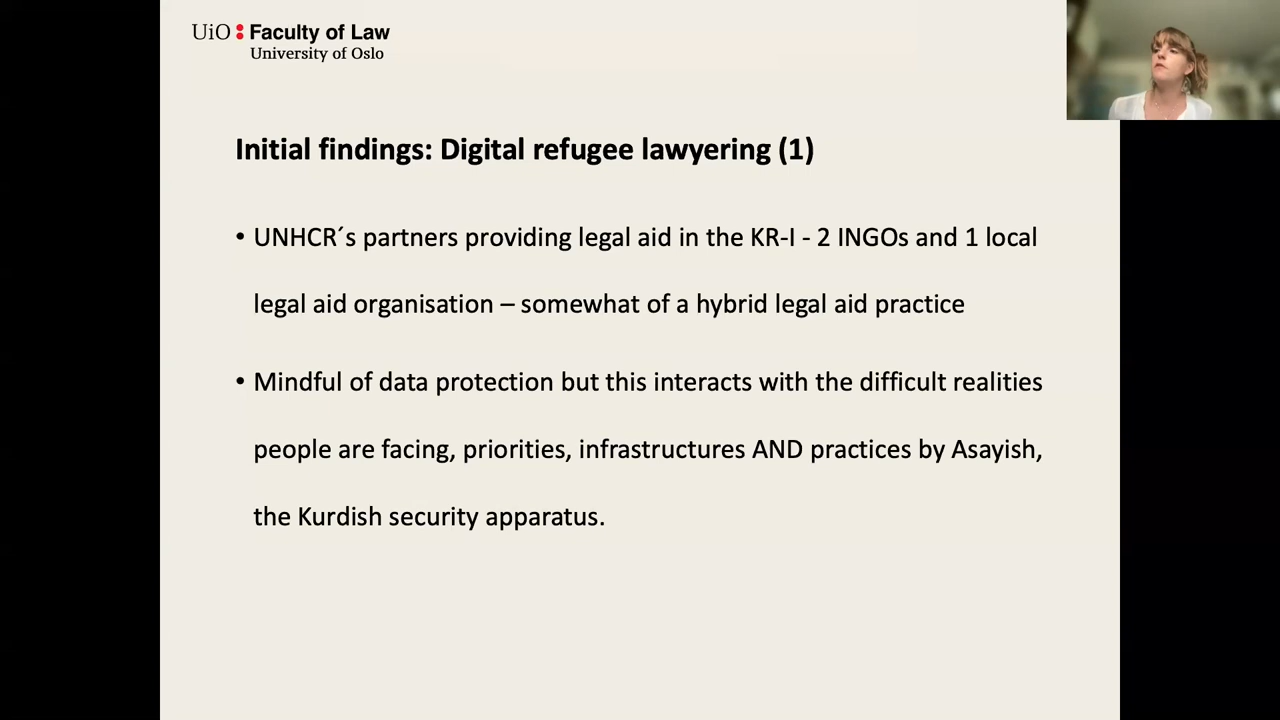 UiO : Faculty of Law
University of Oslo
Initial findings: Digital refugee lawyering (1)
• UNHCR´s partners providing legal aid in the KR-I - 2 INGOs and 1 local
legal aid organisation – somewhat of a hybrid legal aid practice
• Mindful of data protection but this interacts with the difficult realities
people are facing, priorities, infrastructures AND practices by Asayish,
the Kurdish security apparatus.